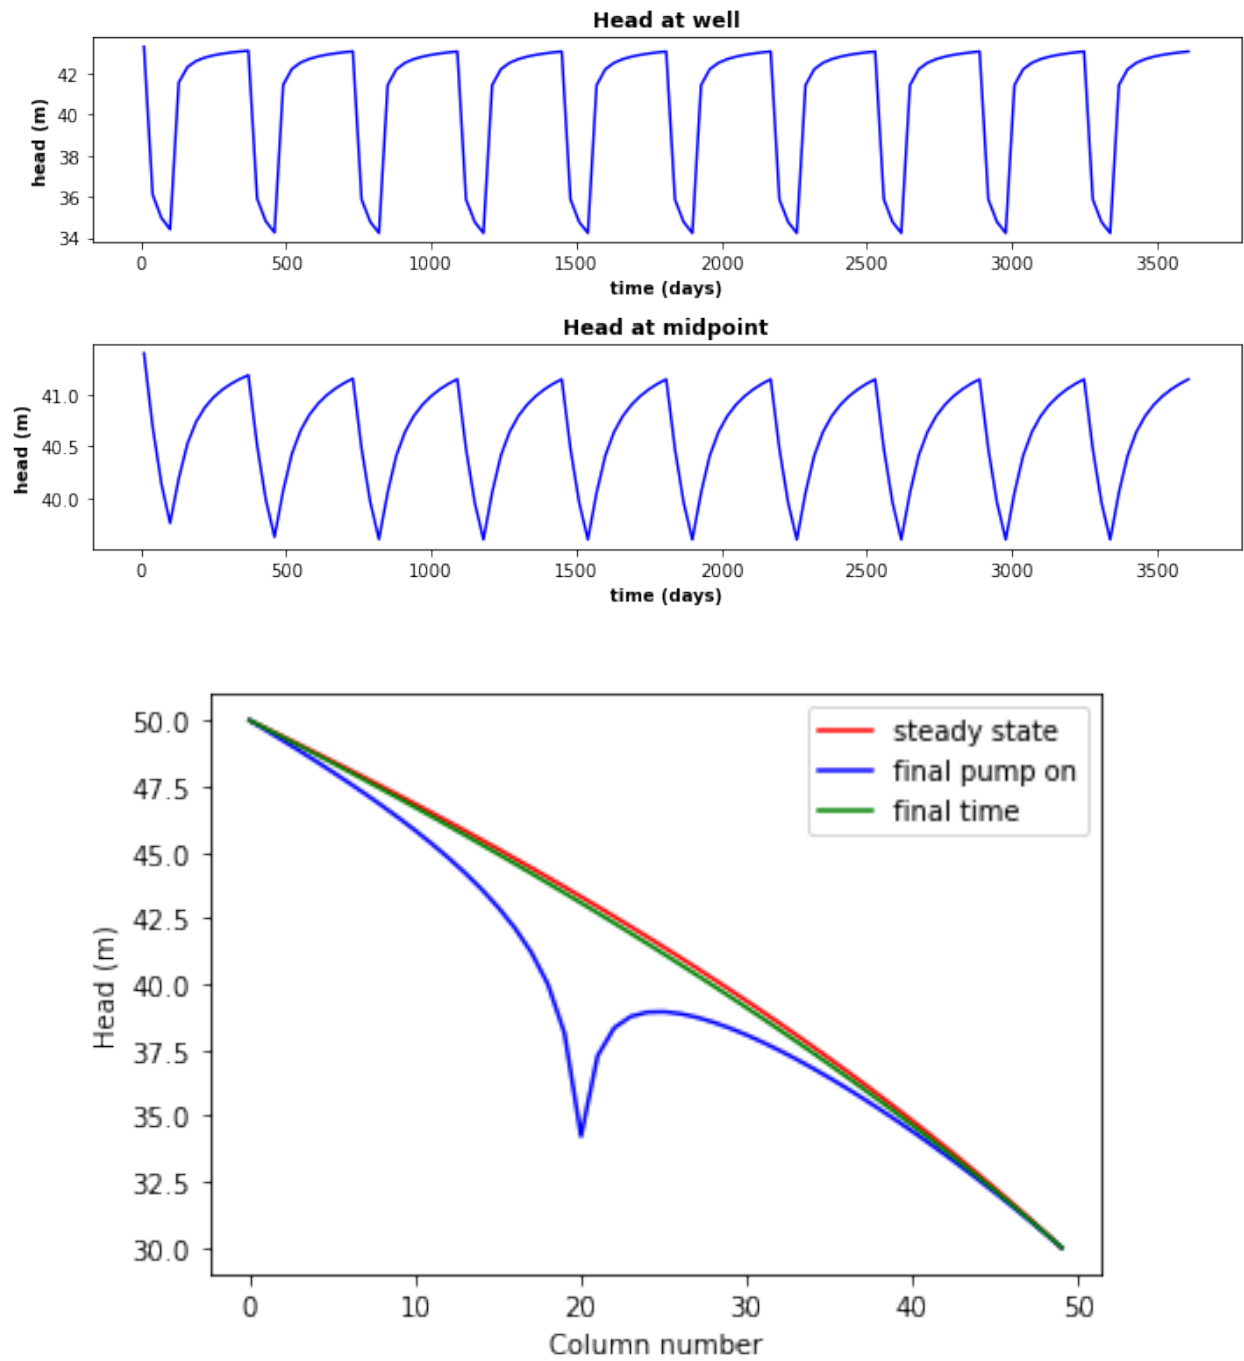 Head at well
head (m)
42
40
38
36
34
0 500 1000 1500 2000 2500 3000 3500
time (days)
Head at midpoint
head (m)
41.0
40.5
40.0
0 500 1000 1500 2000 2500 3000 3500
time (days)
steady state
final pump on
final time
Head (m)
50.0
47.5
45.0
42.5
40.0
37.5
35.0
32.5
30.0
0 10 20 30 40 50
Column number